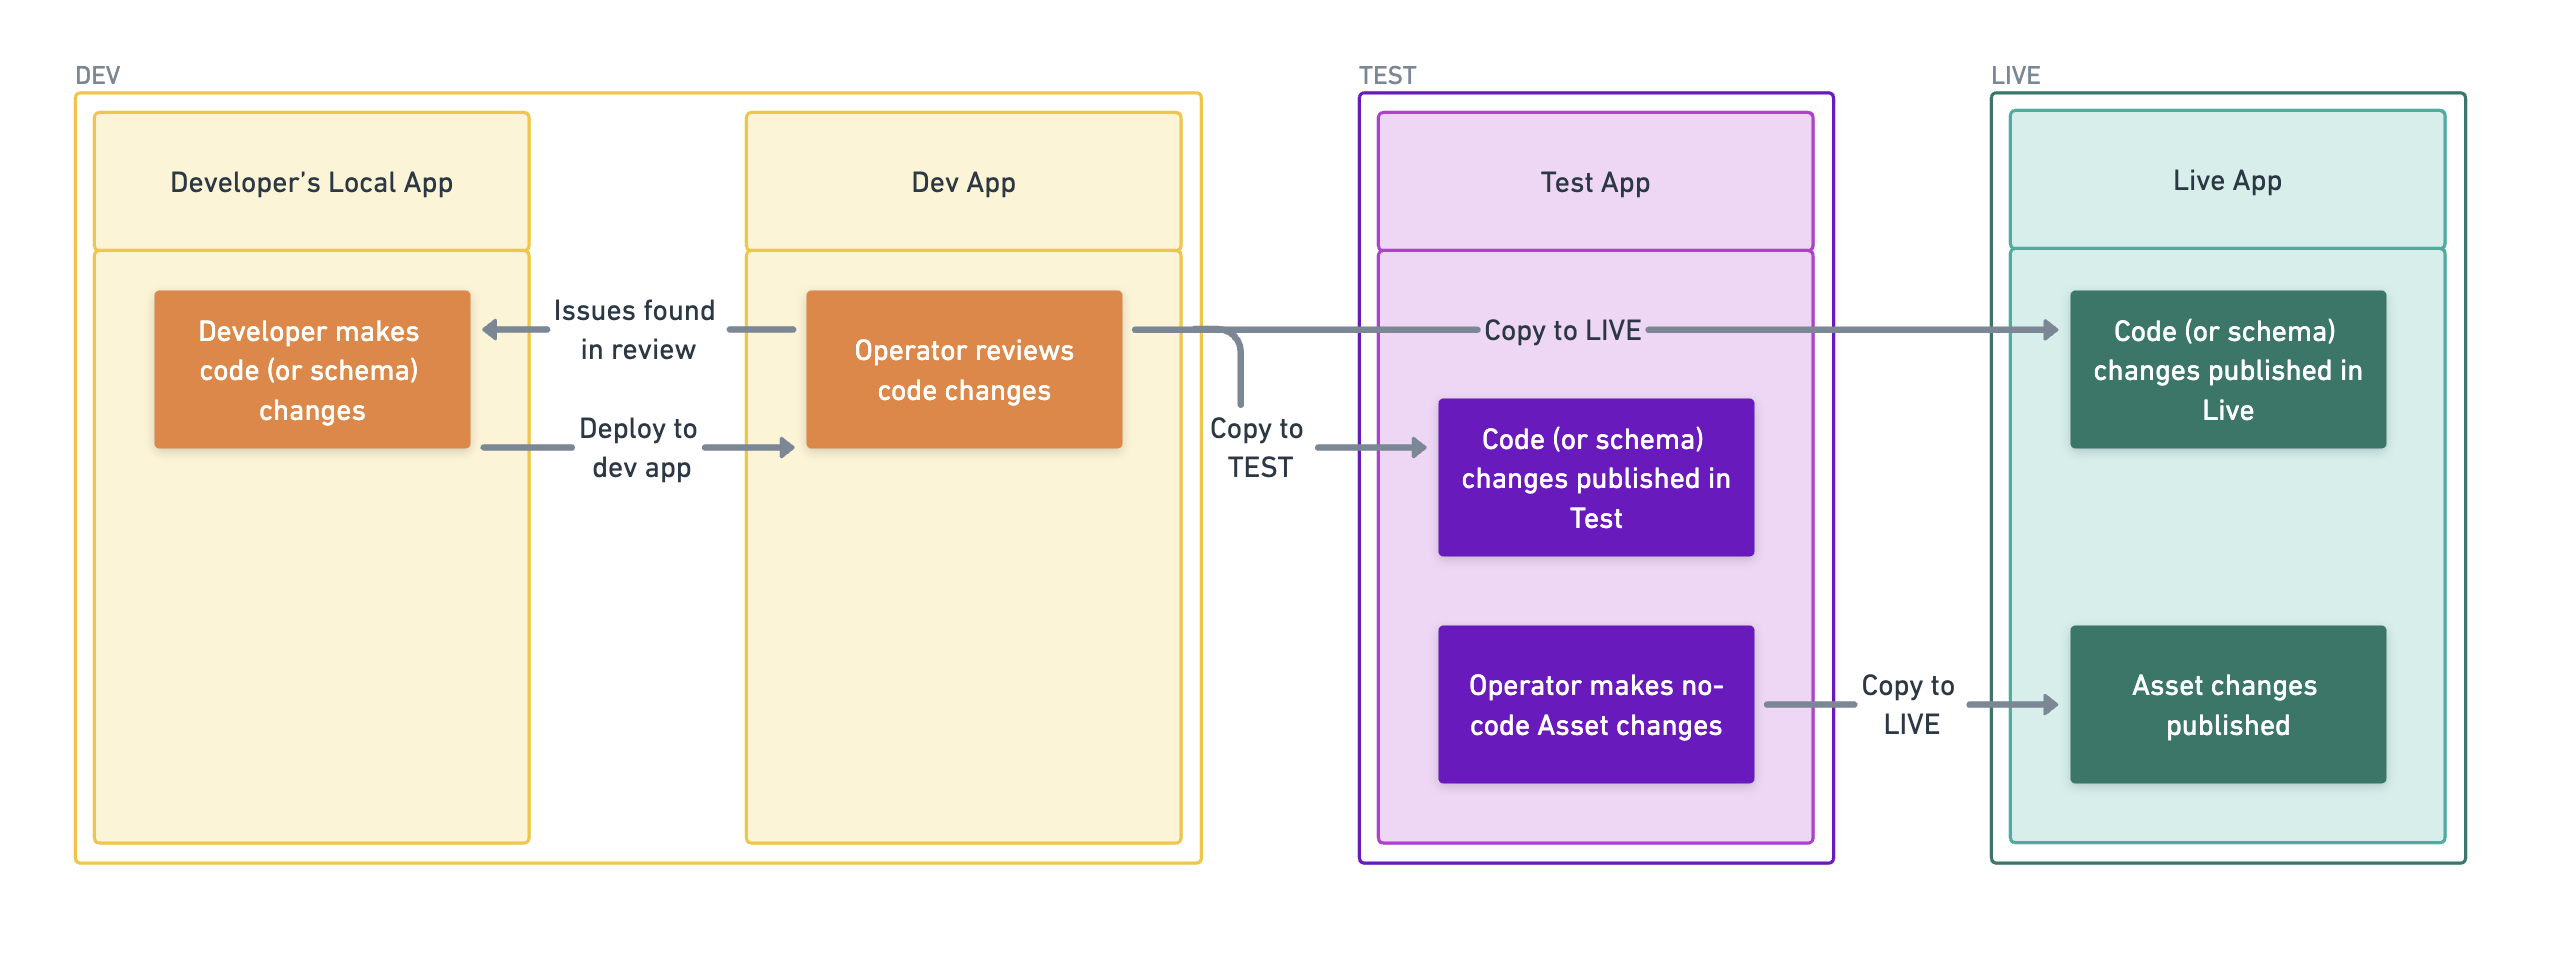 DEV
TEST
LIVE
Developer’s Local App
Dev App
Test App
Live App
Developer makes
code (or schema)
changes
Issues found
in review
Deploy to
dev app
Operator reviews
code changes
Copy to LIVE
Copy to
TEST
Code (or schema)
changes published in
Test
Code (or schema)
changes published in
Live
Operator makes no-
code Asset changes
Copy to
LIVE
Asset changes
published